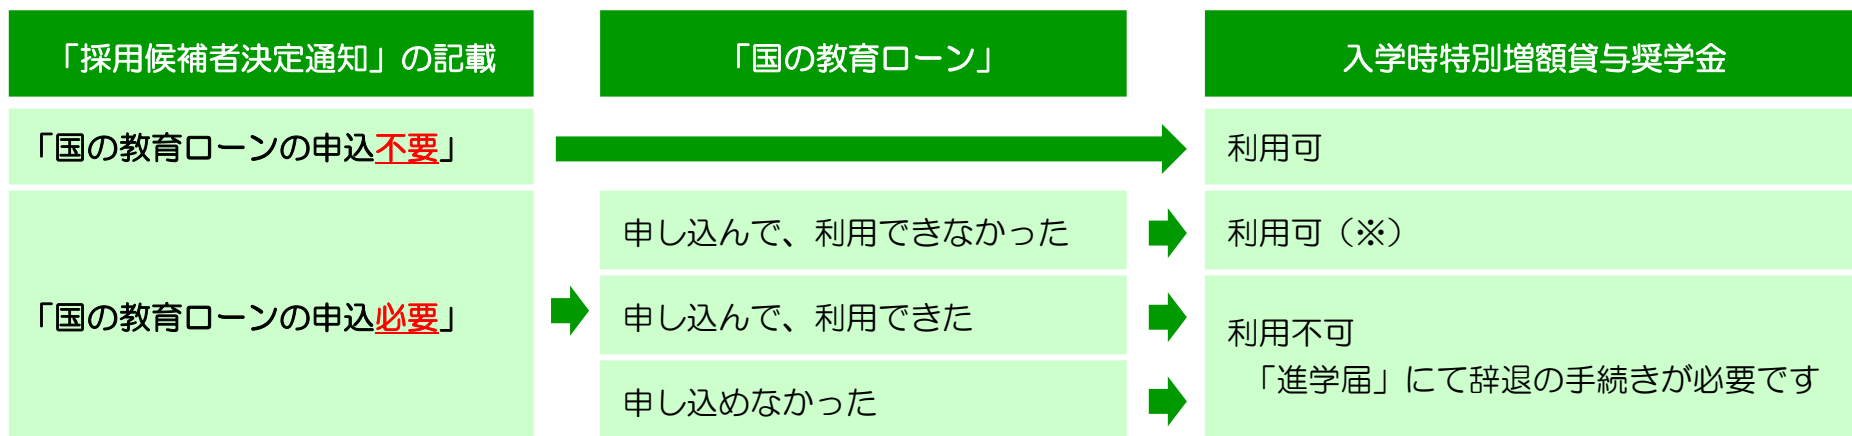 「採用候補者決定通知」の記載
「国の教育ローン」
入学時特別増額貸与奨学金
「国の教育ローンの申込不要」
利用可
「国の教育ローンの申込必要」
申し込んで、利用できなかった
利用可（※）
申し込んで、利用できた
申し込めなかった
利用不可
「進学届」にて辞退の手続きが必要です